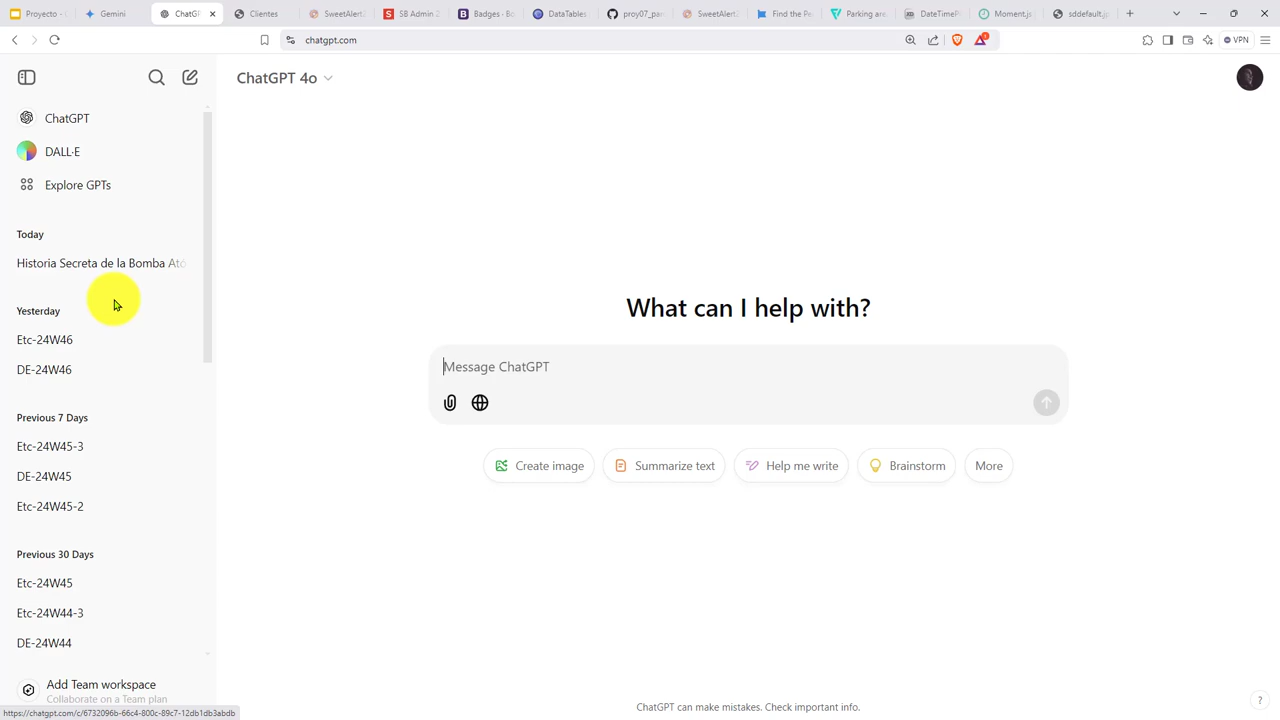 Proyecto -
Gemini
ChatG
Clientes
SweetAlert2
SB Admin 2
Badges - Bo
DataTables
proy07_pa
SweetAlert2
Find the Pe
Parking are
DateTimeP
Moment.js
sddefault.jp
chatgpt.com
VPN
ChatGPT 4o
ChatGPT
DALL·E
Explore GPTs
Today
Historia Secreta de la Bomba Ató
Yesterday
Etc-24W46
DE-24W46
Previous 7 Days
Etc-24W45-3
DE-24W45
Etc-24W45-2
Previous 30 Days
Etc-24W45
Etc-24W44-3
DE-24W44
Add Team workspace
Collaborate on a Team plan
https://chatgpt.com/c/6732096b-66c4-800c-89c7-12db1db3abdb
What can I help with?
Message ChatGPT
Create image
Summarize text
Help me write
Brainstorm
More
ChatGPT can make mistakes. Check important info.
?